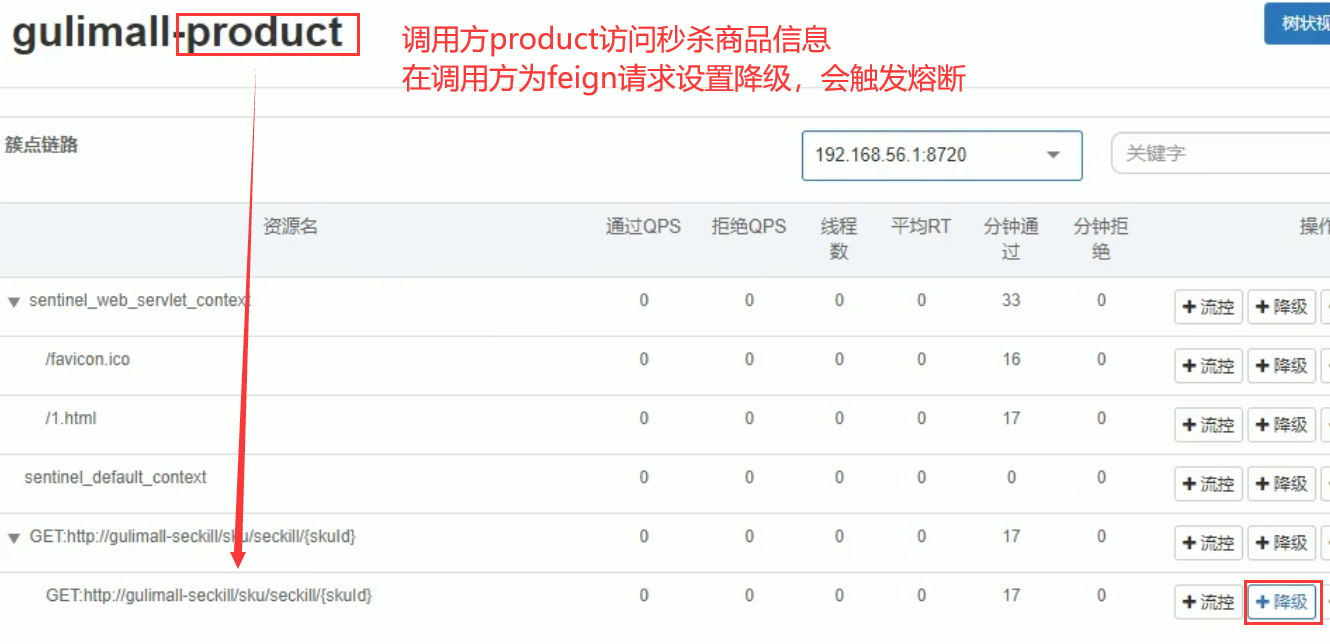 gulimall-product
调用方product访问秒杀商品信息
在调用方为feign请求设置降级，会触发熔断
树状视
簇点链路
192.168.56.1:8720
关键字
资源名 通过QPS 拒绝QPS 线程数 平均RT 分钟通过 分钟拒绝 操作
sentinel_web_servlet_context 0 0 0 0 33 0 +流控 +降级
/favicon.ico 0 0 0 0 16 0 +流控 +降级
/1.html 0 0 0 0 17 0 +流控 +降级
sentinel_default_context 0 0 0 0 0 0 +流控 +降级
GET:http://gulimall-seckill/sku/seckill/{skuId} 0 0 0 0 17 0 +流控 +降级
GET:http://gulimall-seckill/sku/seckill/{skuId} 0 0 0 0 17 0 +流控 +降级